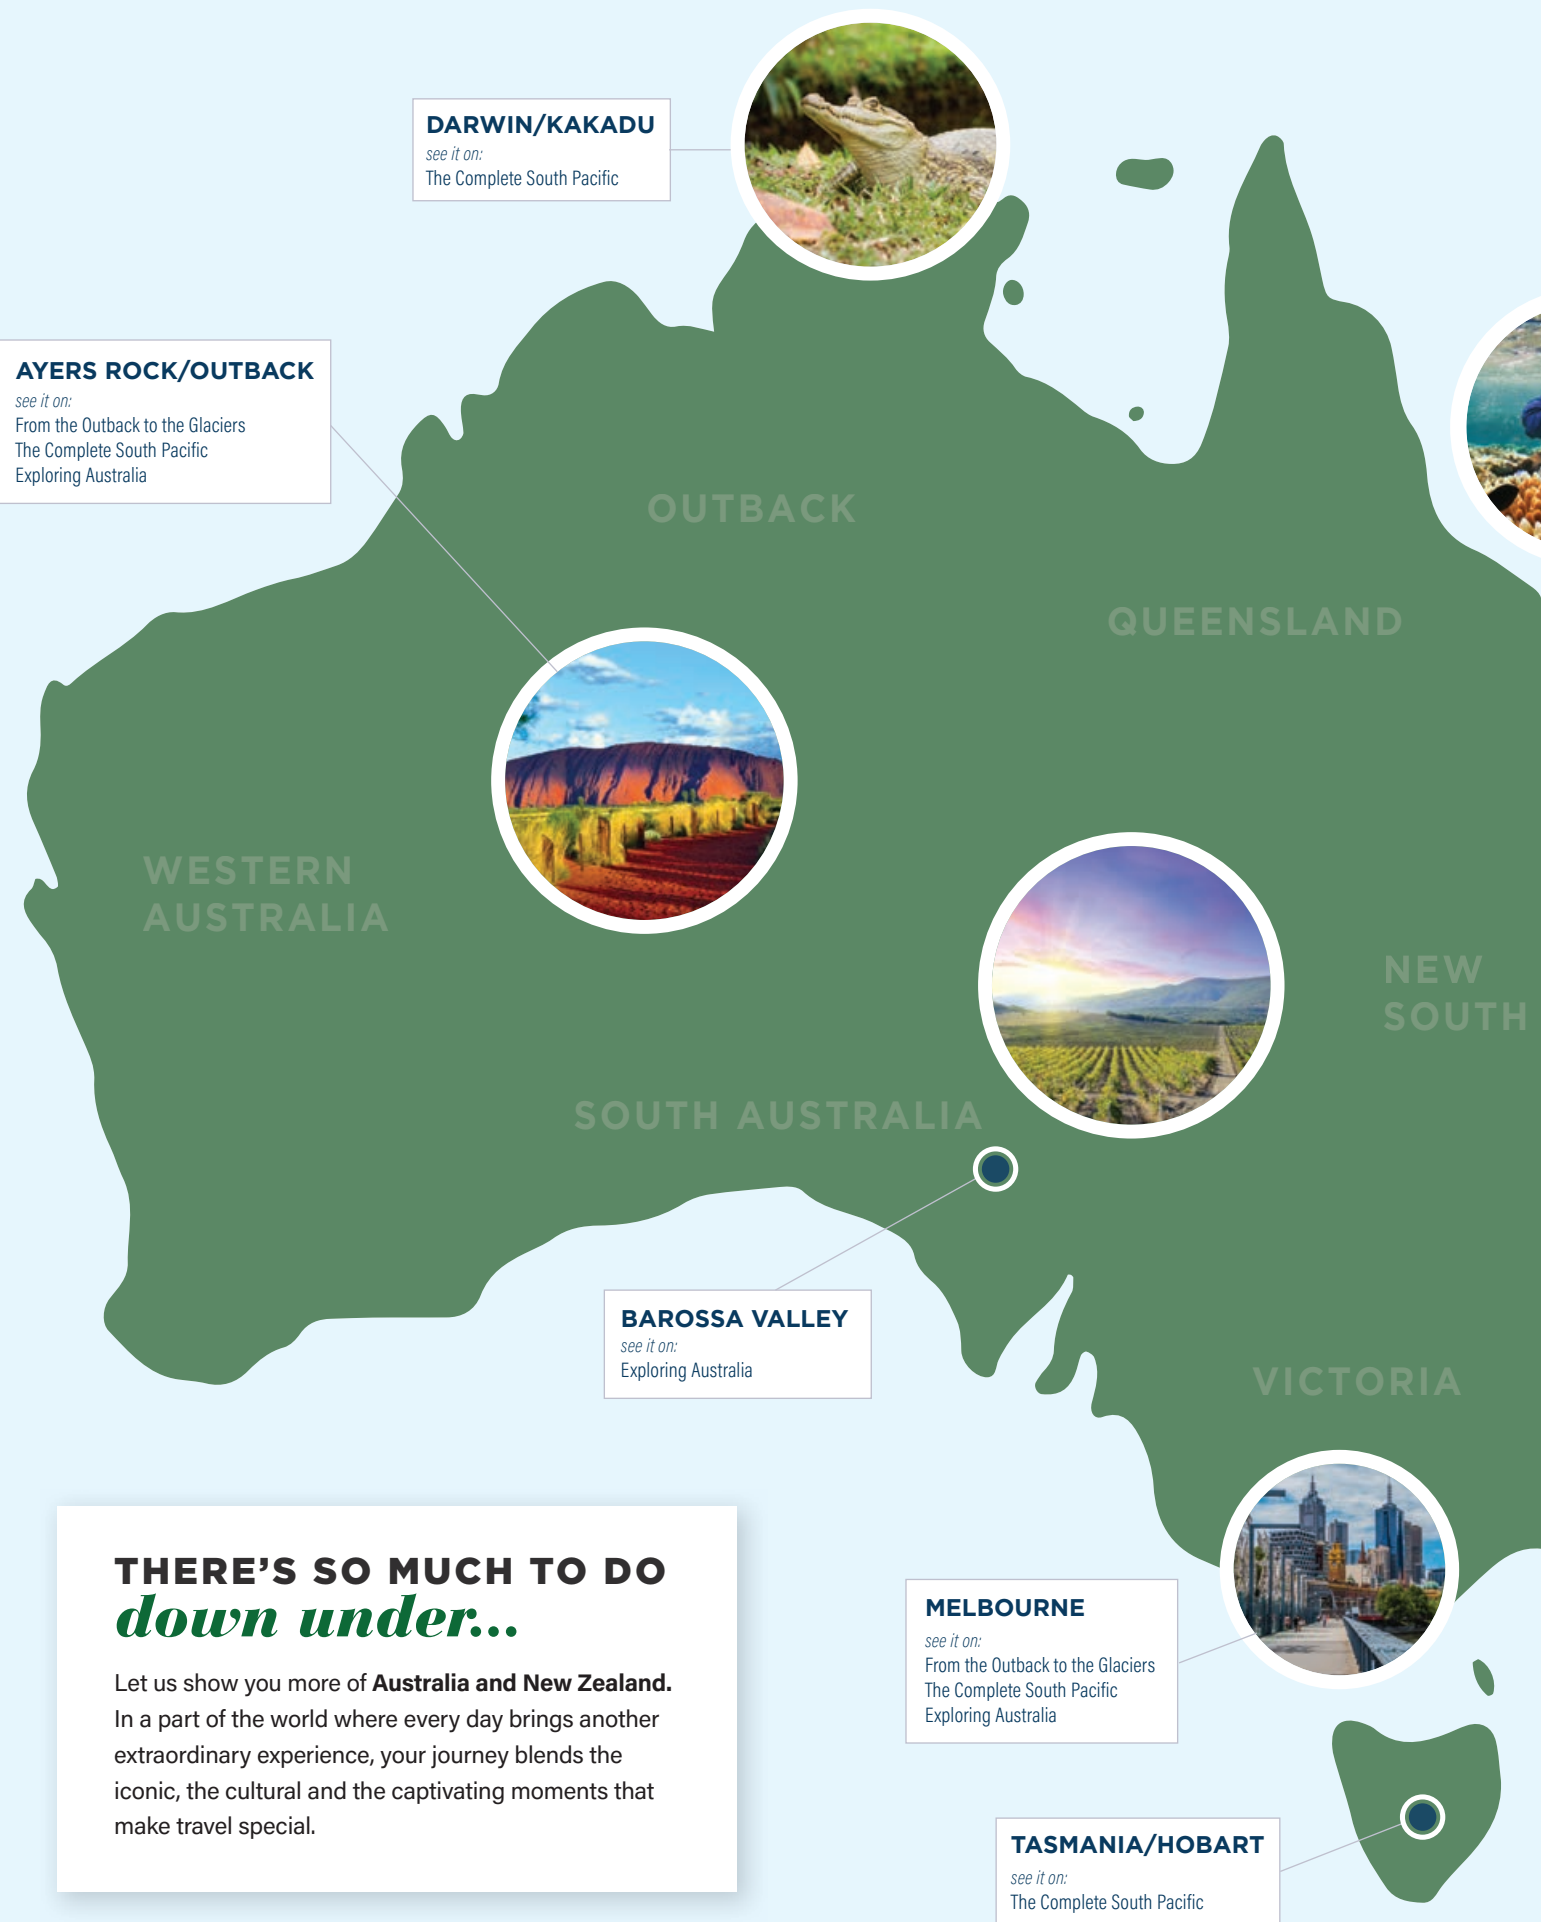 DARWIN/KAKADU
see it on:
The Complete South Pacific
AYERS ROCK/OUTBACK
see it on:
From the Outback to the Glaciers
The Complete South Pacific
Exploring Australia
OUTBACK
QUEENSLAND
WESTERN
AUSTRALIA
NEW
SOUTH
SOUTH AUSTRALIA
BAROSSA VALLEY
see it on:
Exploring Australia
VICTORIA
THERE’S SO MUCH TO DO
down under...
Let us show you more of Australia and New Zealand.
In a part of the world where every day brings another
extraordinary experience, your journey blends the
iconic, the cultural and the captivating moments that
make travel special.
MELBOURNE
see it on:
From the Outback to the Glaciers
The Complete South Pacific
Exploring Australia
TASMANIA/HOBART
see it on:
The Complete South Pacific